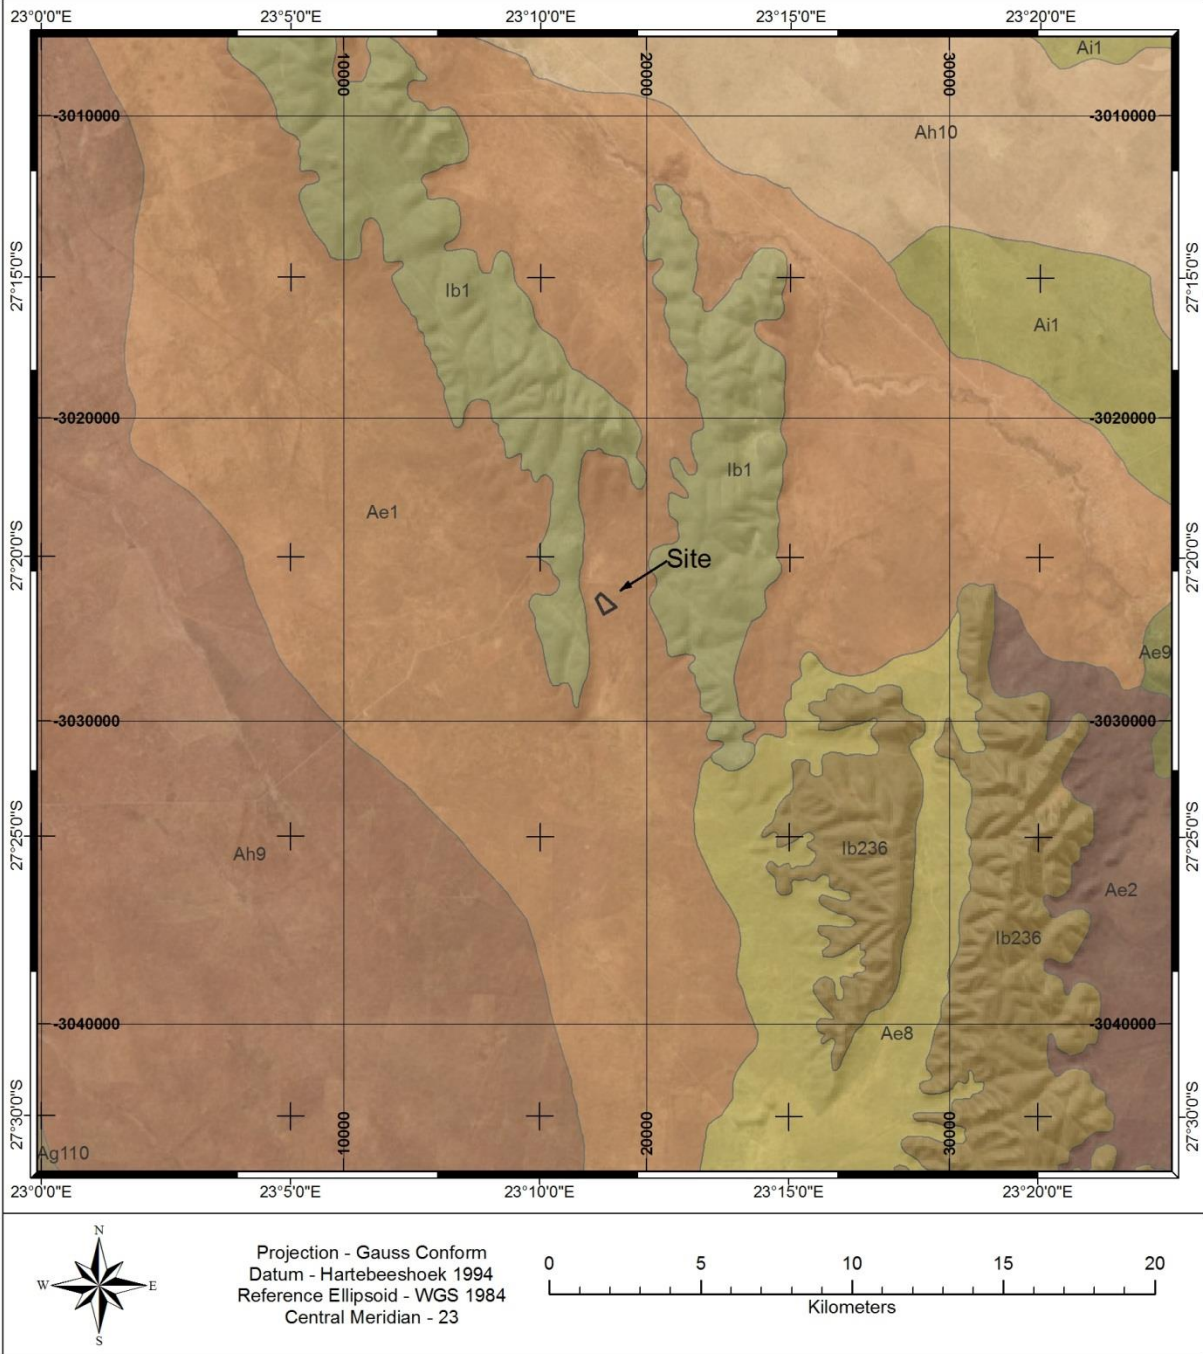 23°0'0"E
23°5'0"E
23°10'0"E
23°15'0"E
23°20'0"E
10000
20000
30000
Ai1
-3010000
-3010000
Ah10
27°15'0"S
27°15'0"S
Ib1
Ai1
-3020000
-3020000
Ib1
Ae1
27°20'0"S
27°20'0"S
Site
Ae9
-3030000
-3030000
27°25'0"S
27°25'0"S
Ah9
Ib236
Ae2
Ib236
-3040000
-3040000
Ae8
27°30'0"S
27°30'0"S
10000
20000
30000
Ag110
23°0'0"E
23°5'0"E
23°10'0"E
23°15'0"E
23°20'0"E
N
W
E
S
Projection - Gauss Conform
Datum - Hartebeeshoek 1994
Reference Ellipsoid - WGS 1984
Central Meridian - 23
0
5
10
15
20
Kilometers